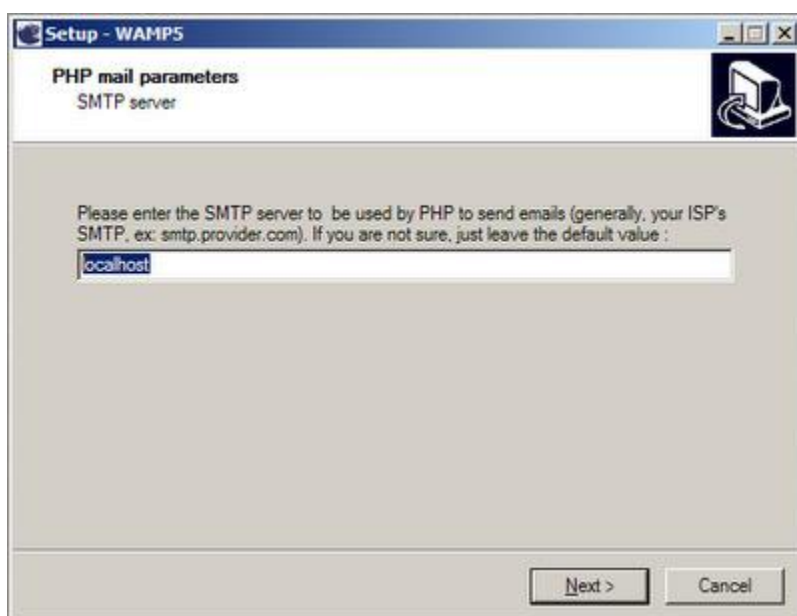 Setup - WAMP5
PHP mail parameters
SMTP server
Please enter the SMTP server to be used by PHP to send emails (generally, your ISP's
SMTP, ex: smtp.provider.com). If you are not sure, just leave the default value :
localhost
Next >
Cancel